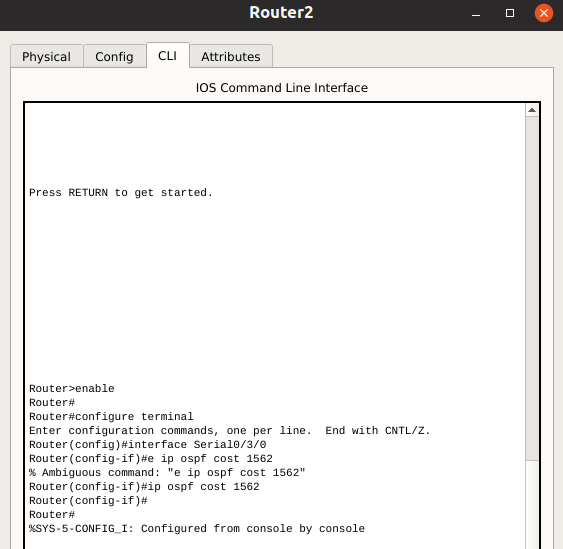 Router2
Physical Config CLI Attributes
IOS Command Line Interface
Press RETURN to get started.
Router>enable
Router#
Router#configure terminal
Enter configuration commands, one per line.  End with CNTL/Z.
Router(config)#interface Serial0/3/0
Router(config-if)#e ip ospf cost 1562
% Ambiguous command: "e ip ospf cost 1562"
Router(config-if)#ip ospf cost 1562
Router(config-if)#
Router#
%SYS-5-CONFIG_I: Configured from console by console